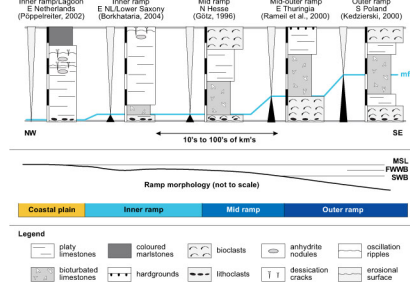 Inner ramp/Lagoon
E Netherlands
(Pöppelreiter, 2002)
Inner ramp
E NL/Lower Saxony
(Borkhataria, 2004)
Mid ramp
N Hesse
(Götz, 1996)
Mid-outer ramp
E Thuringia
(Rameil et al., 2000)
Outer ramp
S Poland
(Kedzierski, 2000)
mf
NW
10's to 100's of km's
SE
MSL
FWWB
SWB
Ramp morphology (not to scale)
Coastal plain
Inner ramp
Mid ramp
Outer ramp
Legend
platy
limestones
coloured
marlstones
bioclasts
anhydrite
nodules
oscillation
ripples
bioturbated
limestones
hardgrounds
lithoclasts
dessication
cracks
erosional
surface